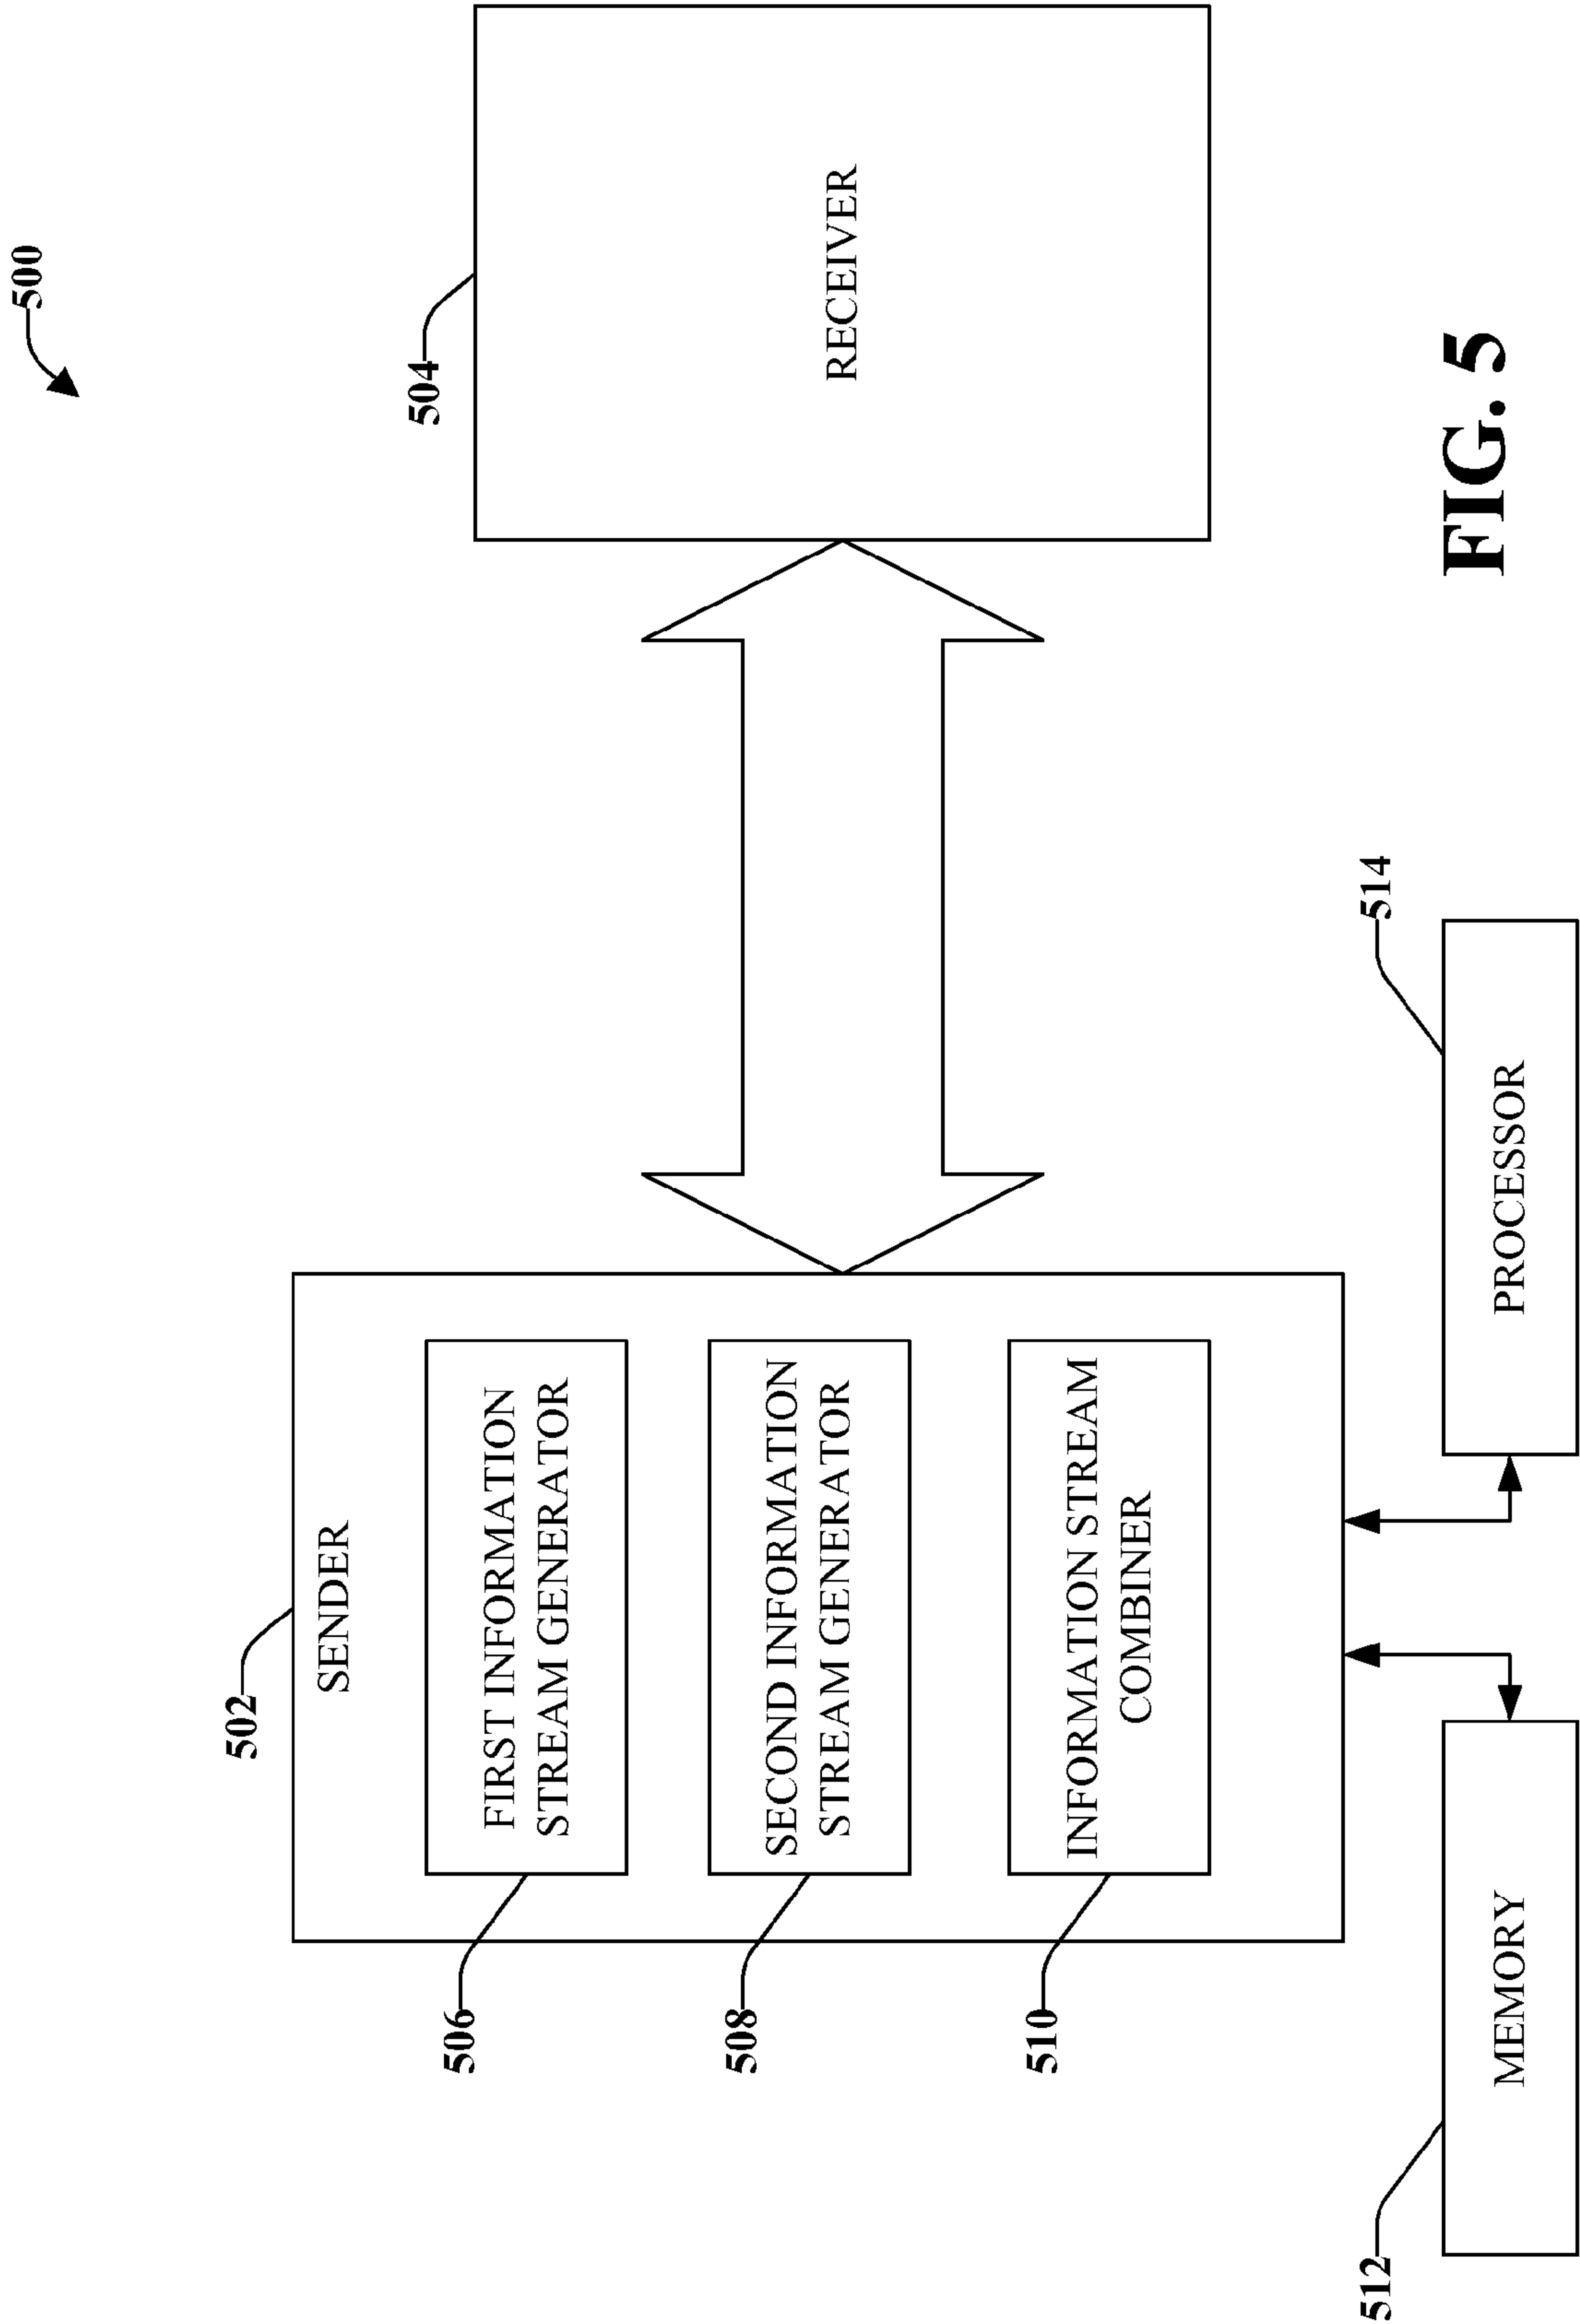 500
502
SENDER
504
506
FIRST INFORMATION
STREAM GENERATOR
RECEIVER
508
SECOND INFORMATION
STREAM GENERATOR
510
INFORMATION STREAM
COMBINER
512
MEMORY
514
PROCESSOR
FIG. 5